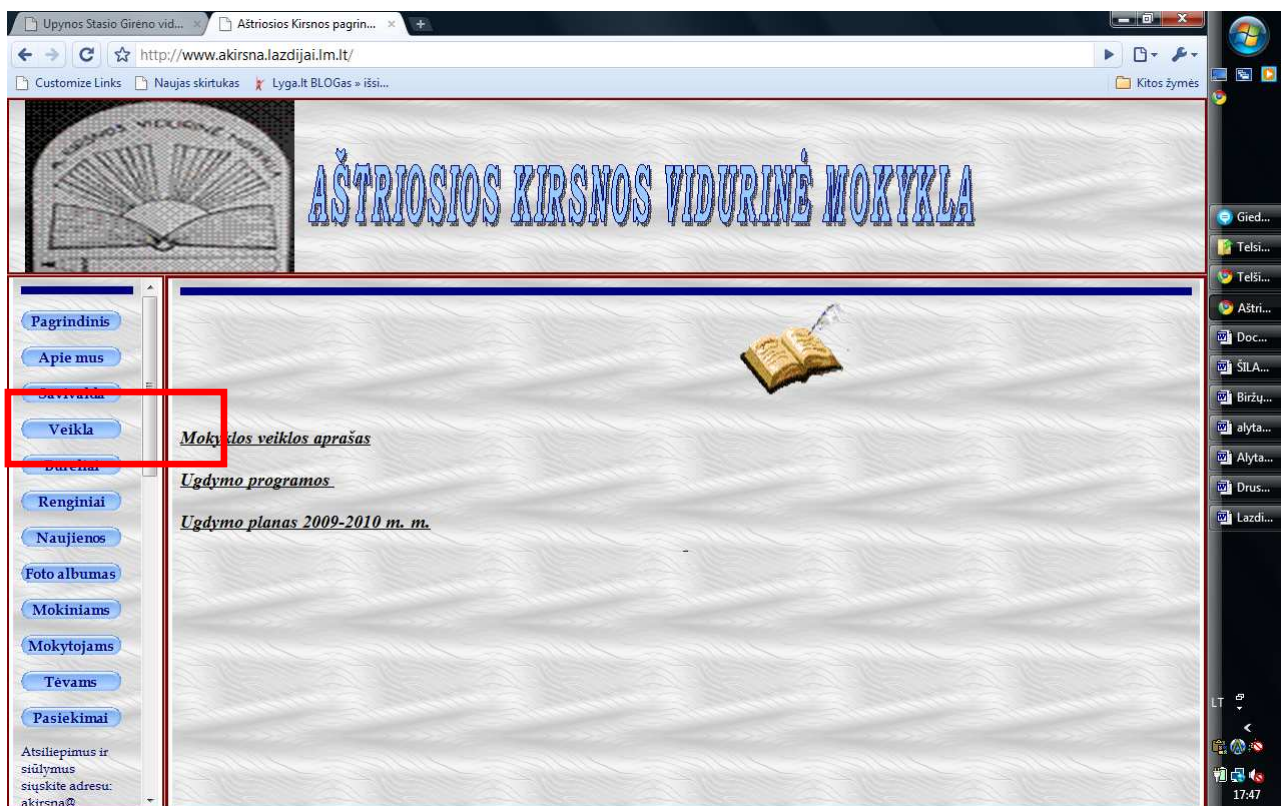 Upynos Stasio Girėno vid...
Aštriosios Kirsnos pagrin...
http://www.akirsna.lazdijai.lm.lt/
Customize Links
Naujas skirtukas
Lyga.lt BLOGas » išsi...
Kitos žymės
AŠTRIOSIOS KIRSNOS VIDURINĖ MOKYKLA
Pagrindinis
Apie mus
Savivalda
Veikla
Būreliai
Renginiai
Naujienos
Foto albumas
Mokiniams
Mokytojams
Tėvams
Pasiekimai
Atsiliepimus ir
siūlymus
siųskite adresu:
akirsna@
Mokyklos veiklos aprašas
Ugdymo programos
Ugdymo planas 2009-2010 m. m.
Gied...
Telsi...
Telši...
Aštri...
Doc...
ŠILA...
Biržų...
alyta...
Alyta...
Drus...
Lazdi...
LT
17:47